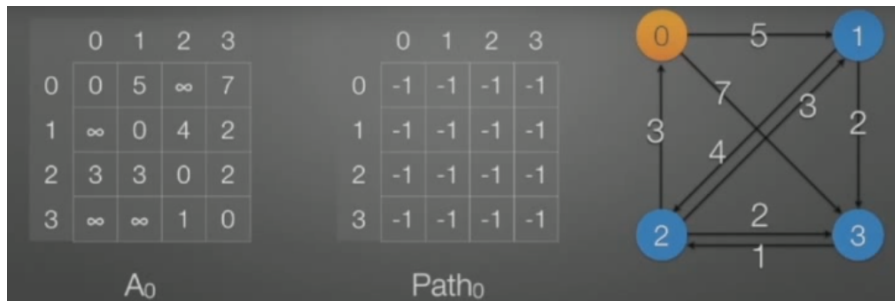 0 1 2 3
0 0 5 ∞ 7
1 ∞ 0 4 2
2 3 3 0 2
3 ∞ ∞ 1 0
A₀
0 1 2 3
0 -1 -1 -1 -1
1 -1 -1 -1 -1
2 -1 -1 -1 -1
3 -1 -1 -1 -1
Path₀
0 5 1
7
3
3 4 2
2 2 3
1